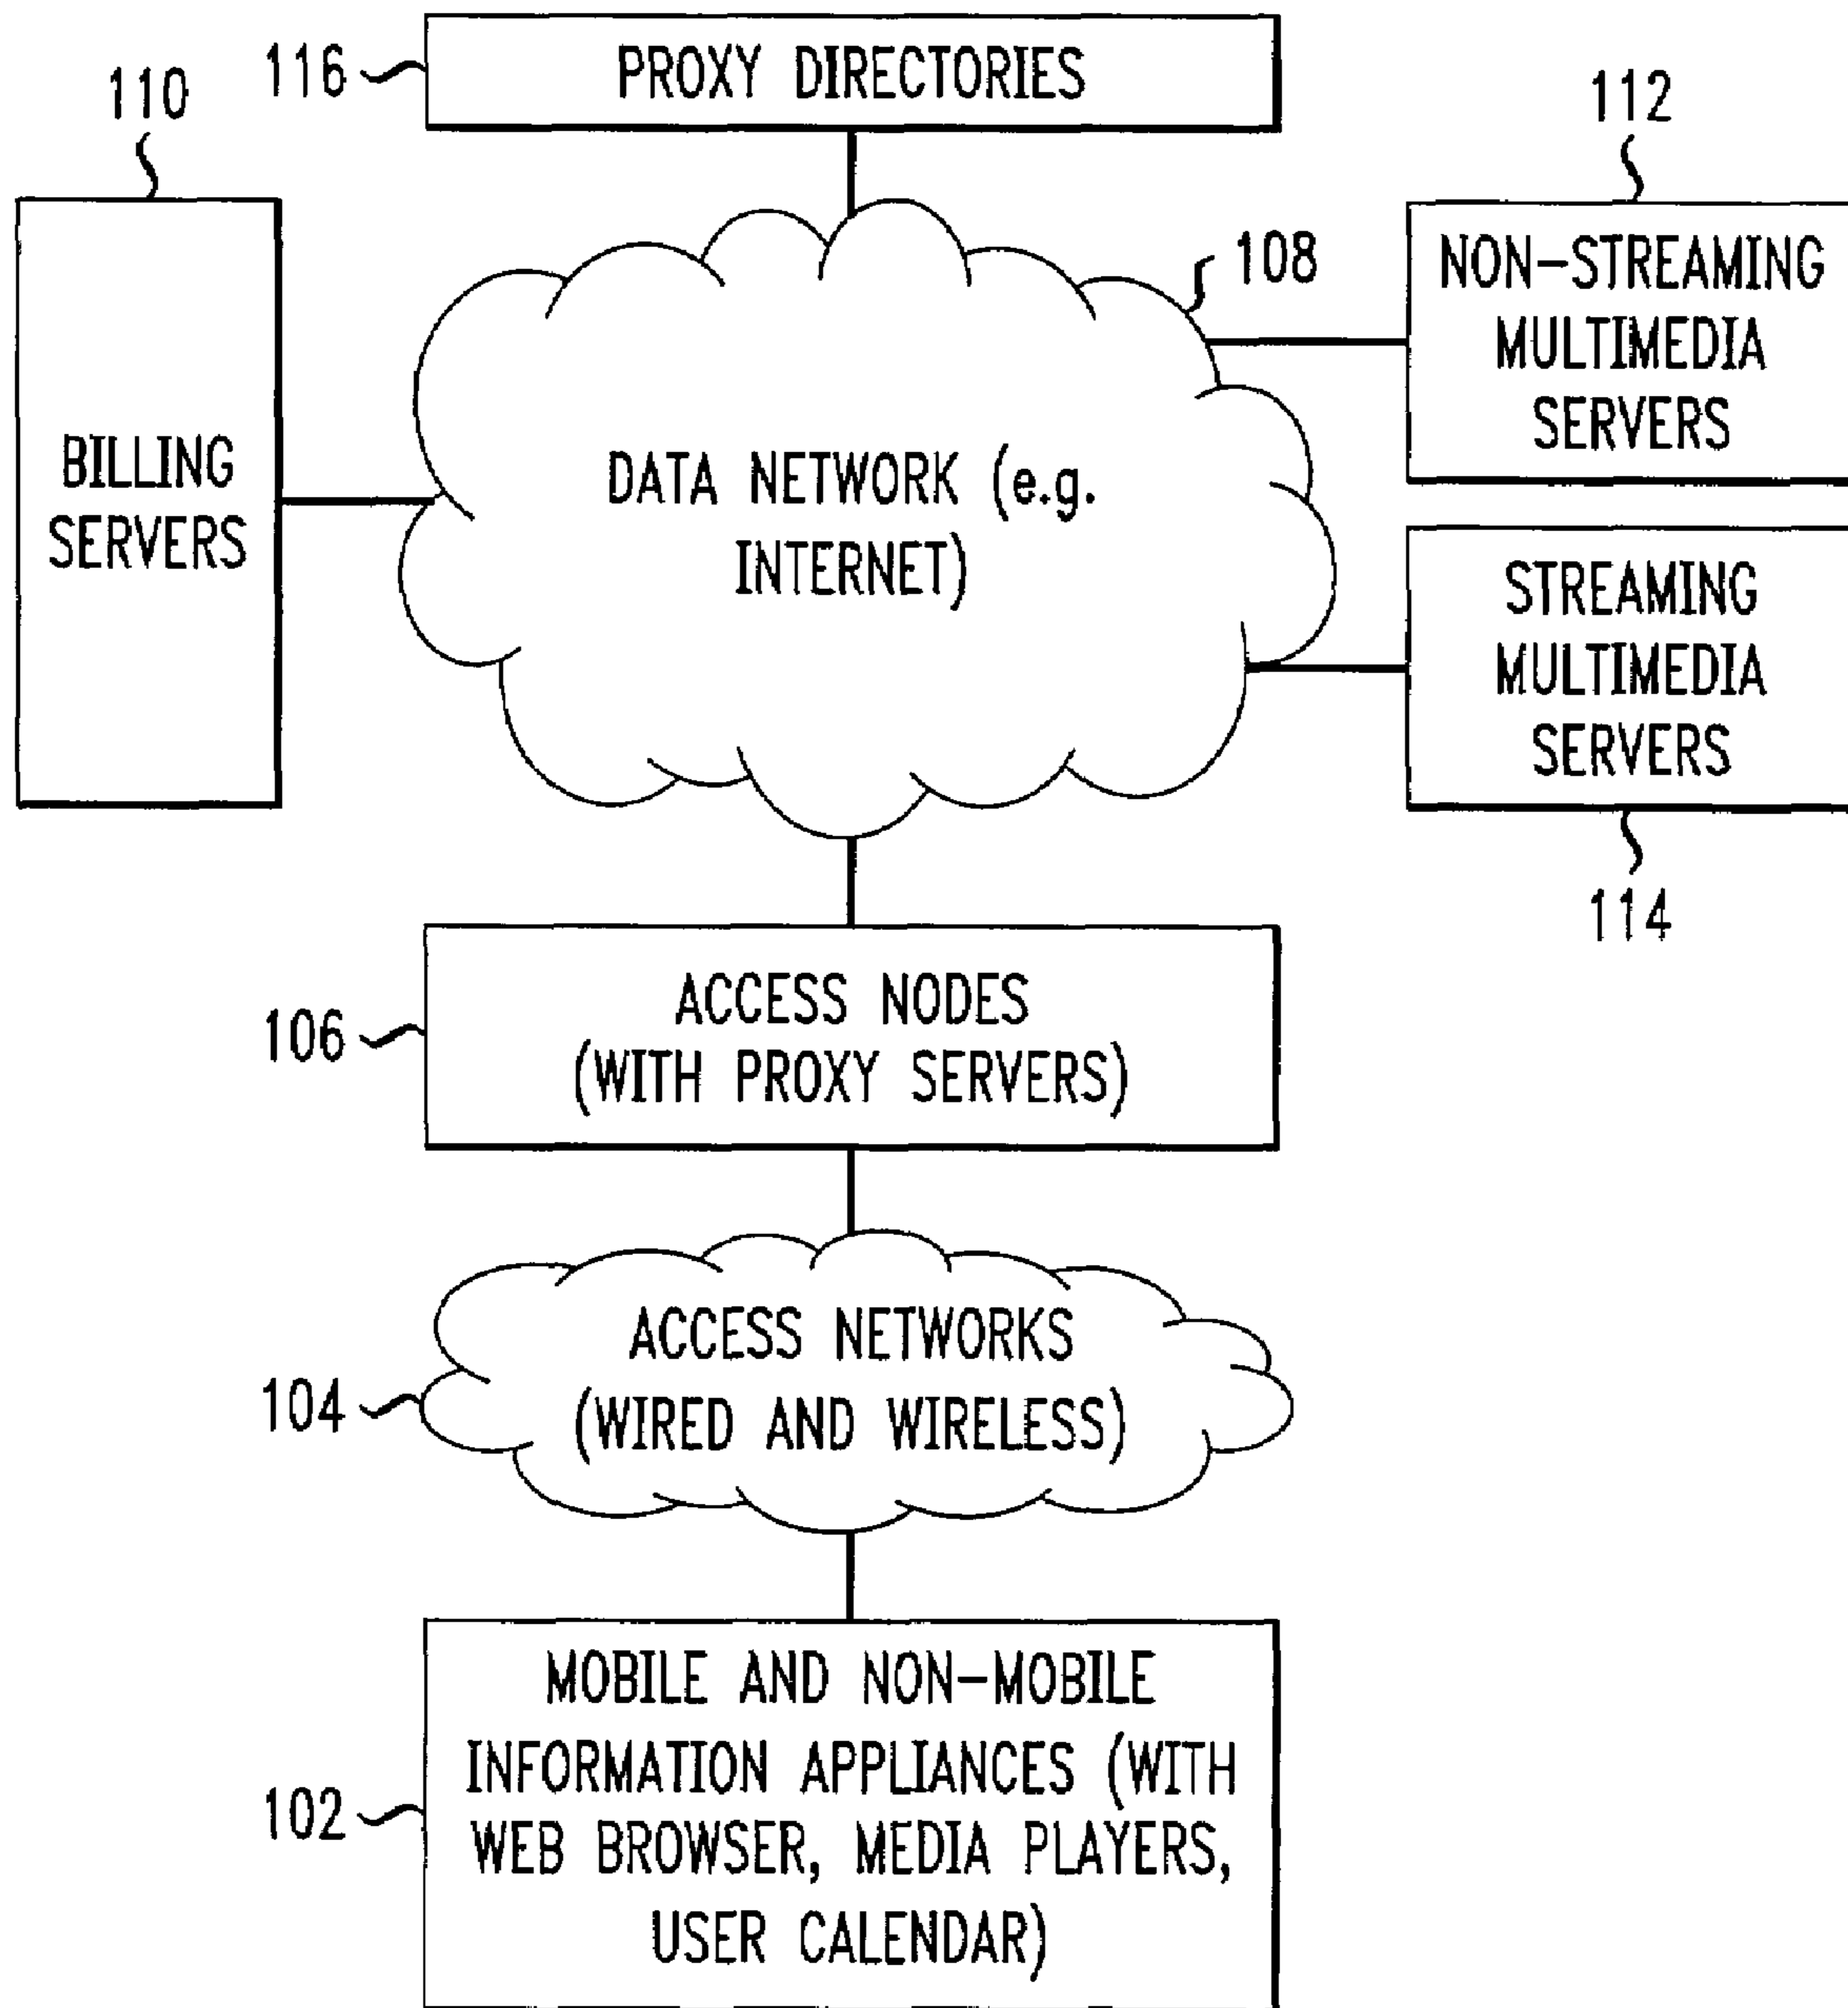 116
PROXY DIRECTORIES
110
112
BILLING
SERVERS
108
NON-STREAMING
MULTIMEDIA
SERVERS
DATA NETWORK (e.g.
INTERNET)
STREAMING
MULTIMEDIA
SERVERS
114
106
ACCESS NODES
(WITH PROXY SERVERS)
104
ACCESS NETWORKS
(WIRED AND WIRELESS)
102
MOBILE AND NON-MOBILE
INFORMATION APPLIANCES (WITH
WEB BROWSER, MEDIA PLAYERS,
USER CALENDAR)